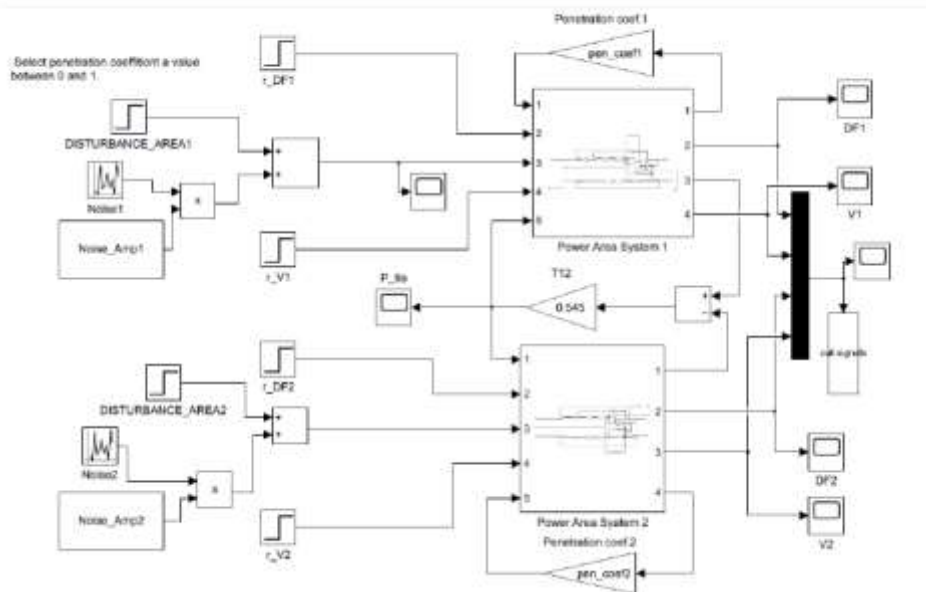 Penetration coef.1
Select penetration coeffitiont a value
between 0 and 1.
pen_coef1
r_DF1
DISTURBANCE_AREA1
Noise1
x
Noise_Amp1
r_V1
1
2
3
4
5
1
2
3
4
Power Area System 1
DF1
V1
P_tie
T12
0.545
r_DF2
DISTURBANCE_AREA2
Noise2
x
Noise_Amp2
r_V2
1
2
3
4
5
1
2
3
4
Power Area System 2
Penetration coef.2
pen_coef2
DF2
V2